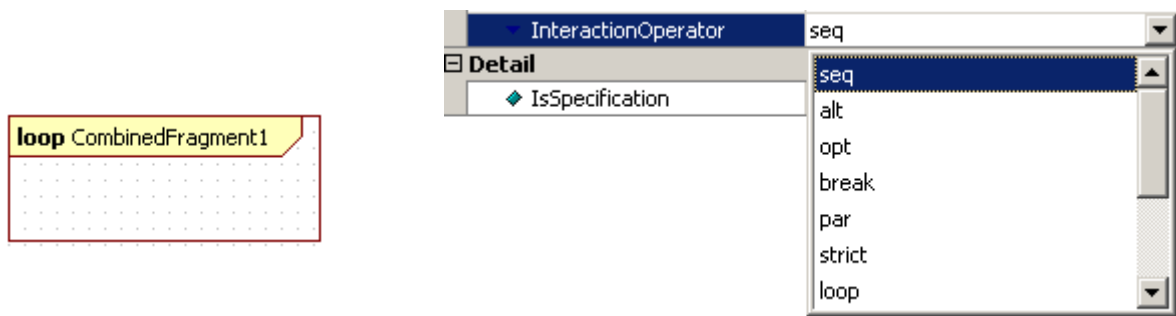 loop CombinedFragment1
InteractionOperator seq
Detail
IsSpecification
seq
alt
opt
break
par
strict
loop